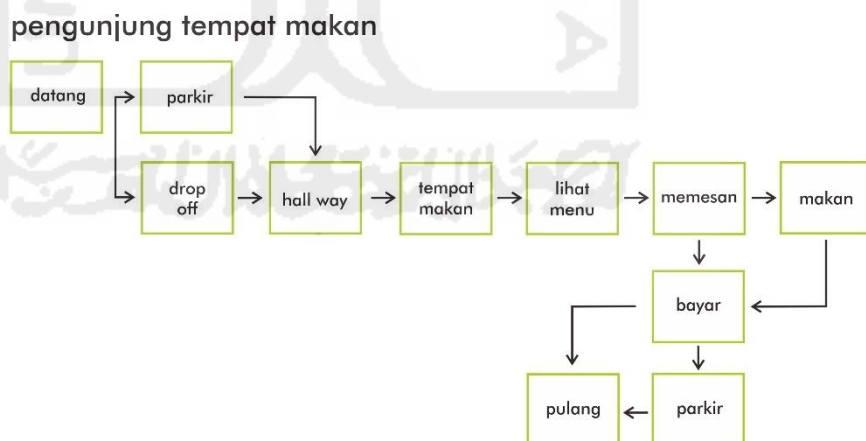 pengunjung tempat makan
datang
parkir
drop
off
hall way
tempat
makan
lihat
menu
memesan
makan
bayar
pulang
parkir